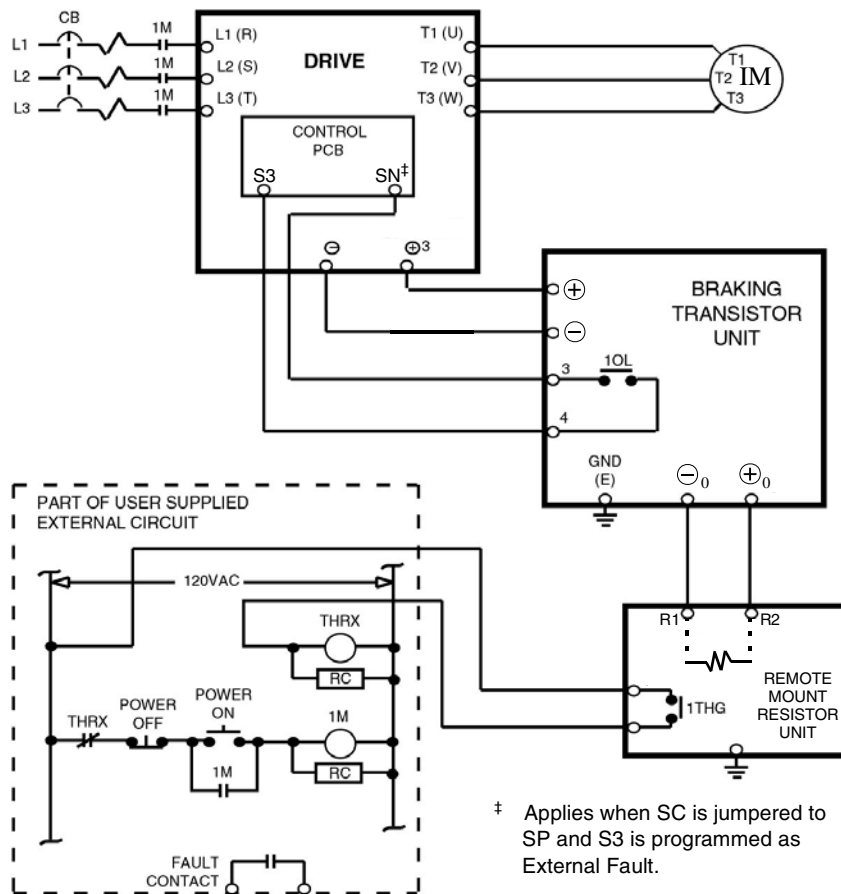 CB
1M
L1
L1 (R)
T1 (U)
DRIVE
1M
L2
L2 (S)
T2 (V)
1M
L3
L3 (T)
T3 (W)
T1
T2
IM
T3
CONTROL
PCB
S3
SN‡
⊖
⊕3
⊕
⊖
BRAKING
TRANSISTOR
UNIT
3
1OL
4
GND
(E)
⊖0
⊕0
PART OF USER SUPPLIED
EXTERNAL CIRCUIT
120VAC
THRX
RC
POWER
ON
POWER
OFF
THRX
1M
1M
RC
FAULT
CONTACT
R1
R2
1THG
REMOTE
MOUNT
RESISTOR
UNIT
‡ Applies when SC is jumpered to
SP and S3 is programmed as
External Fault.